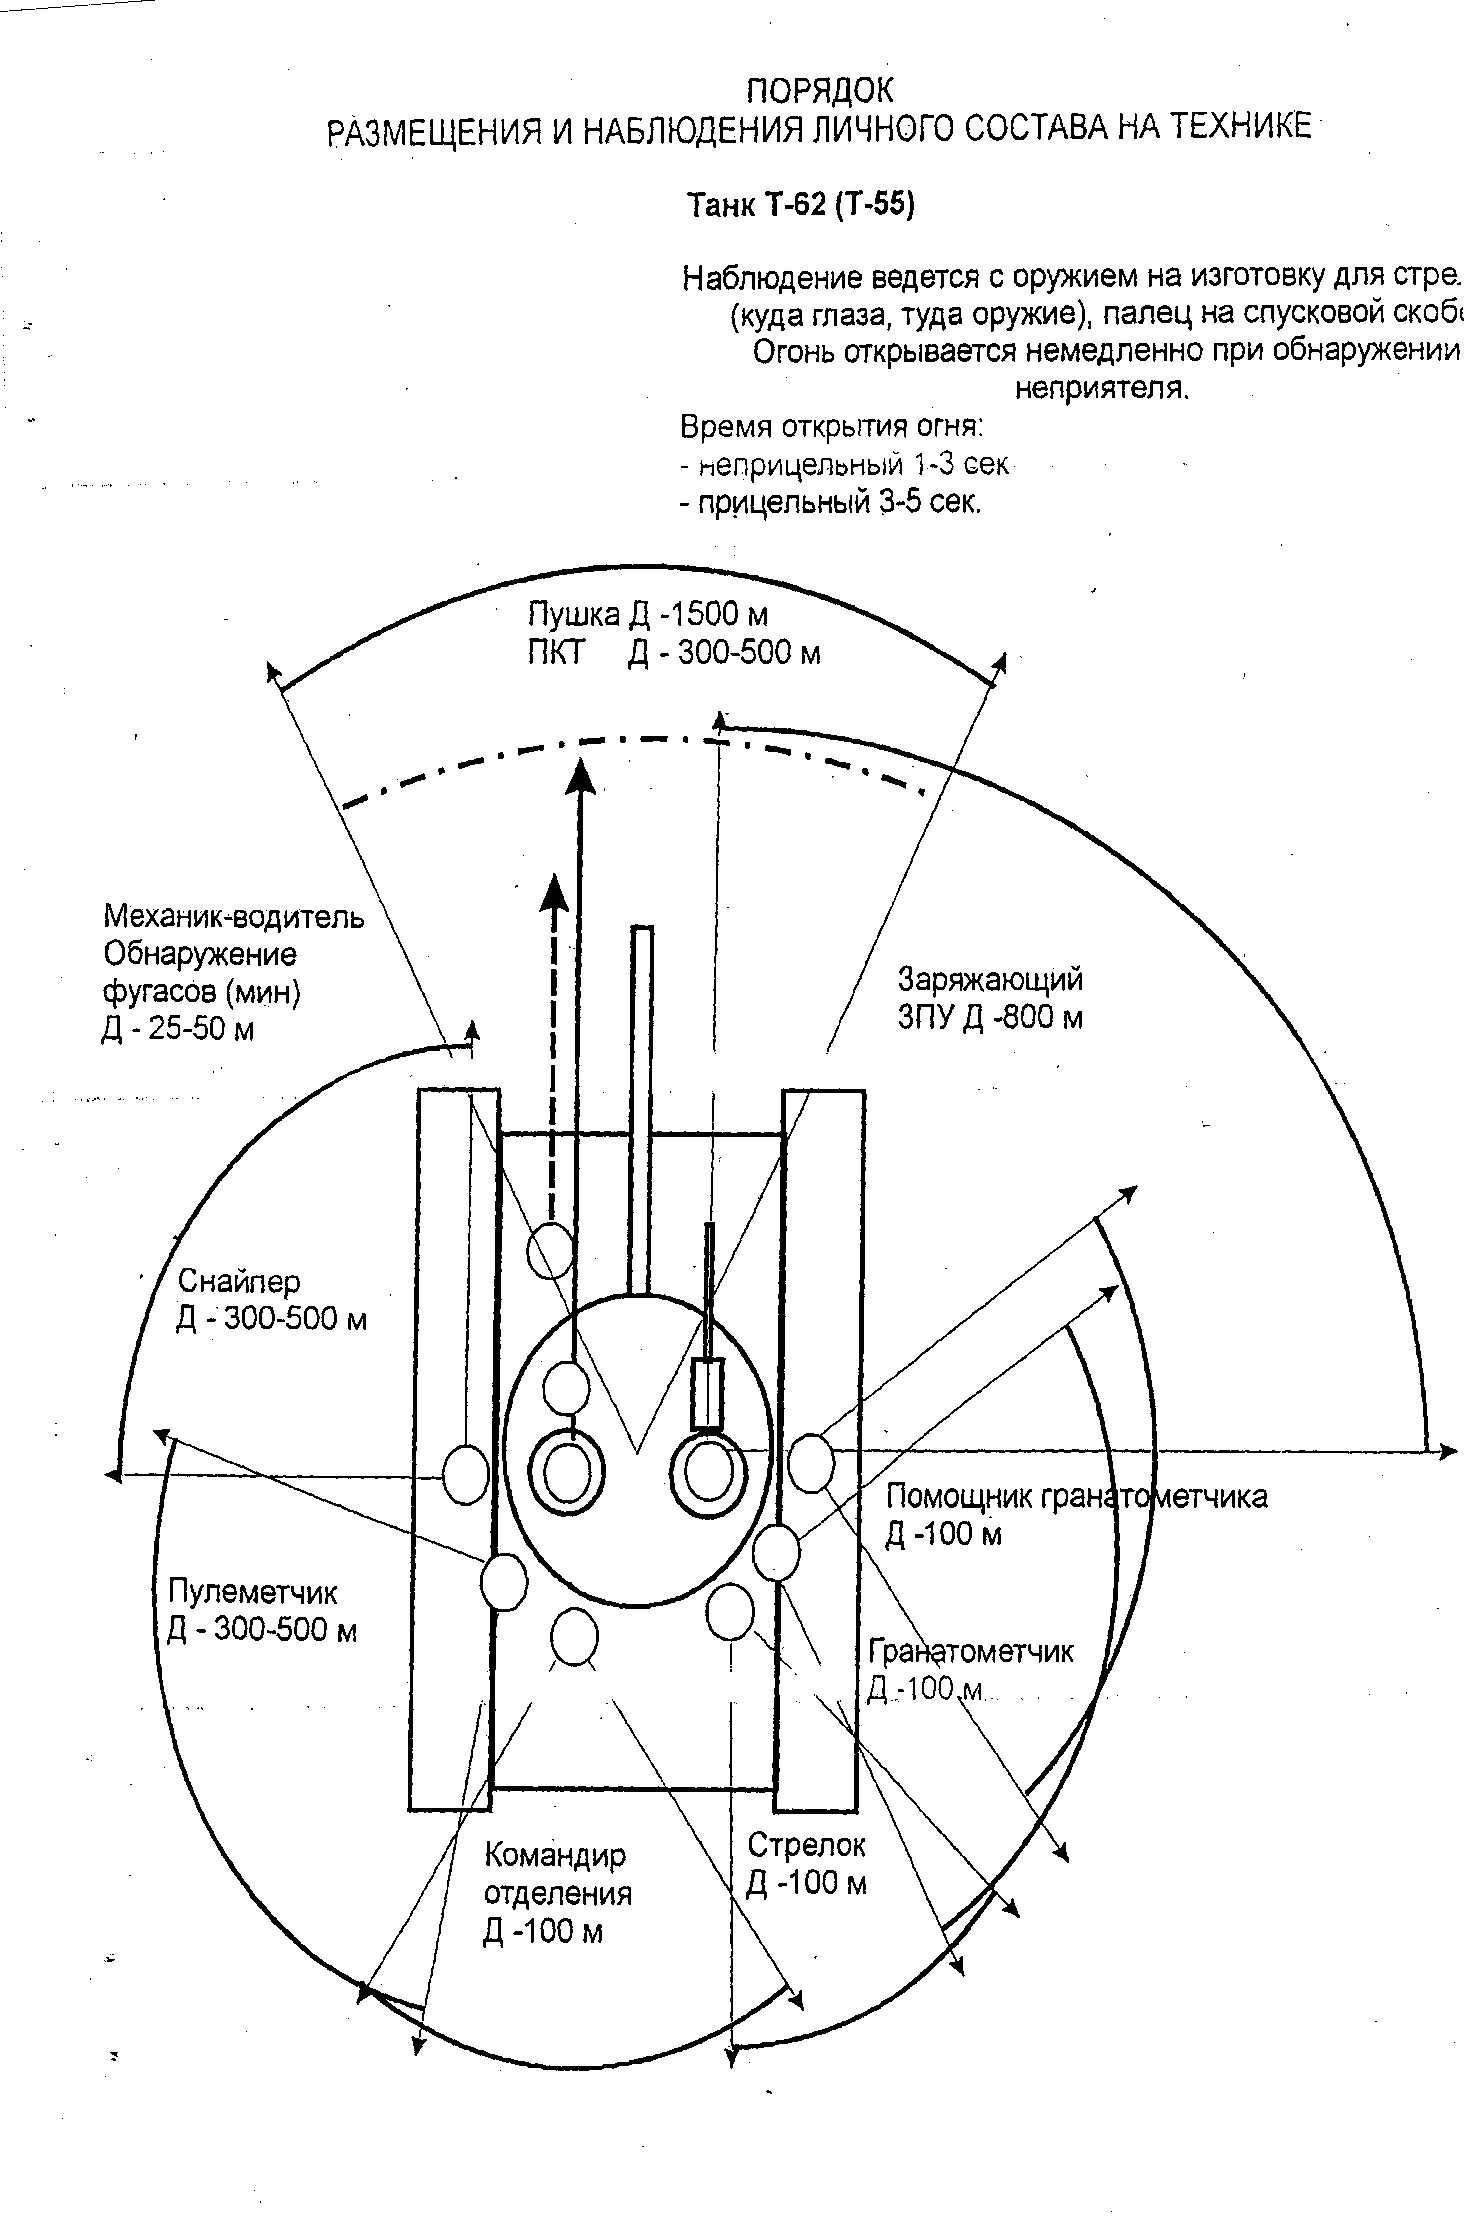 ПОРЯДОК
РАЗМЕЩЕНИЯ И НАБЛЮДЕНИЯ ЛИЧНОГО СОСТАВА НА ТЕХНИКЕ
Танк Т-62 (Т-55)
Наблюдение ведется с оружием на изготовку для
(куда глаза, туда оружие), палец на спусковой
Огонь открывается немедленно при обнаружении
неприятеля.
Время открытия огня:
- неприцельный 1-3 сек
- прицельный 3-5 сек.
Пушка Д -1500 м
ПКТ Д - 300-500 м
Механик-водитель
Обнаружение
фугасов (мин)
Д - 25-50 м
Заряжающий
ЗПУ Д -800 м
Снайпер
Д - 300-500 м
Помощник гранатометчика
Д -100 м
Пулеметчик
Д - 300-500 м
Гранатометчик
Д -100 м
Стрелок
Д -100 м
Командир
отделения
Д -100 м